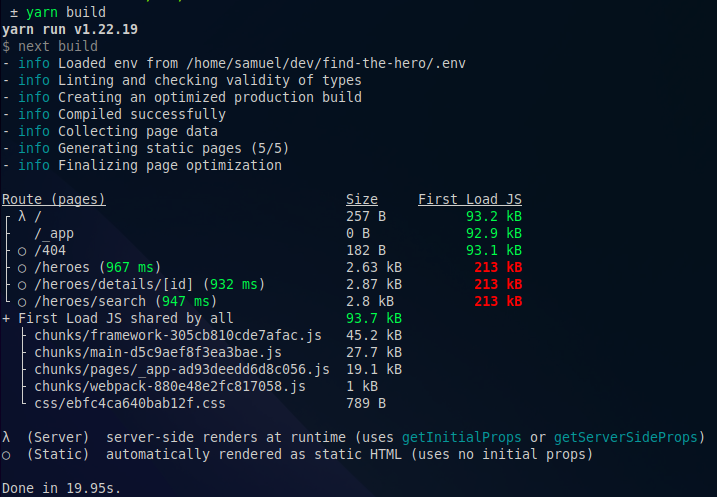 ± yarn build
yarn run v1.22.19
$ next build
- info Loaded env from /home/samuel/dev/find-the-hero/.env
- info Linting and checking validity of types
- info Creating an optimized production build
- info Compiled successfully
- info Collecting page data
- info Generating static pages (5/5)
- info Finalizing page optimization
Route (pages) Size First Load JS
┌ λ / 257 B 93.2 kB
├ /_app 0 B 92.9 kB
├ ○ /404 182 B 93.1 kB
├ ○ /heroes (967 ms) 2.63 kB 213 kB
├ ○ /heroes/details/[id] (932 ms) 2.87 kB 213 kB
└ ○ /heroes/search (947 ms) 2.8 kB 213 kB
+ First Load JS shared by all 93.7 kB
├ chunks/framework-305cb810cde7afac.js 45.2 kB
├ chunks/main-d5c9aef8f3ea3bae.js 27.7 kB
├ chunks/pages/_app-ad93deedd6d8c056.js 19.1 kB
├ chunks/webpack-880e48e2fc817058.js 1 kB
└ css/ebfc4ca640bab12f.css 789 B
λ (Server) server-side renders at runtime (uses getInitialProps or getServerSideProps)
○ (Static) automatically rendered as static HTML (uses no initial props)
Done in 19.95s.